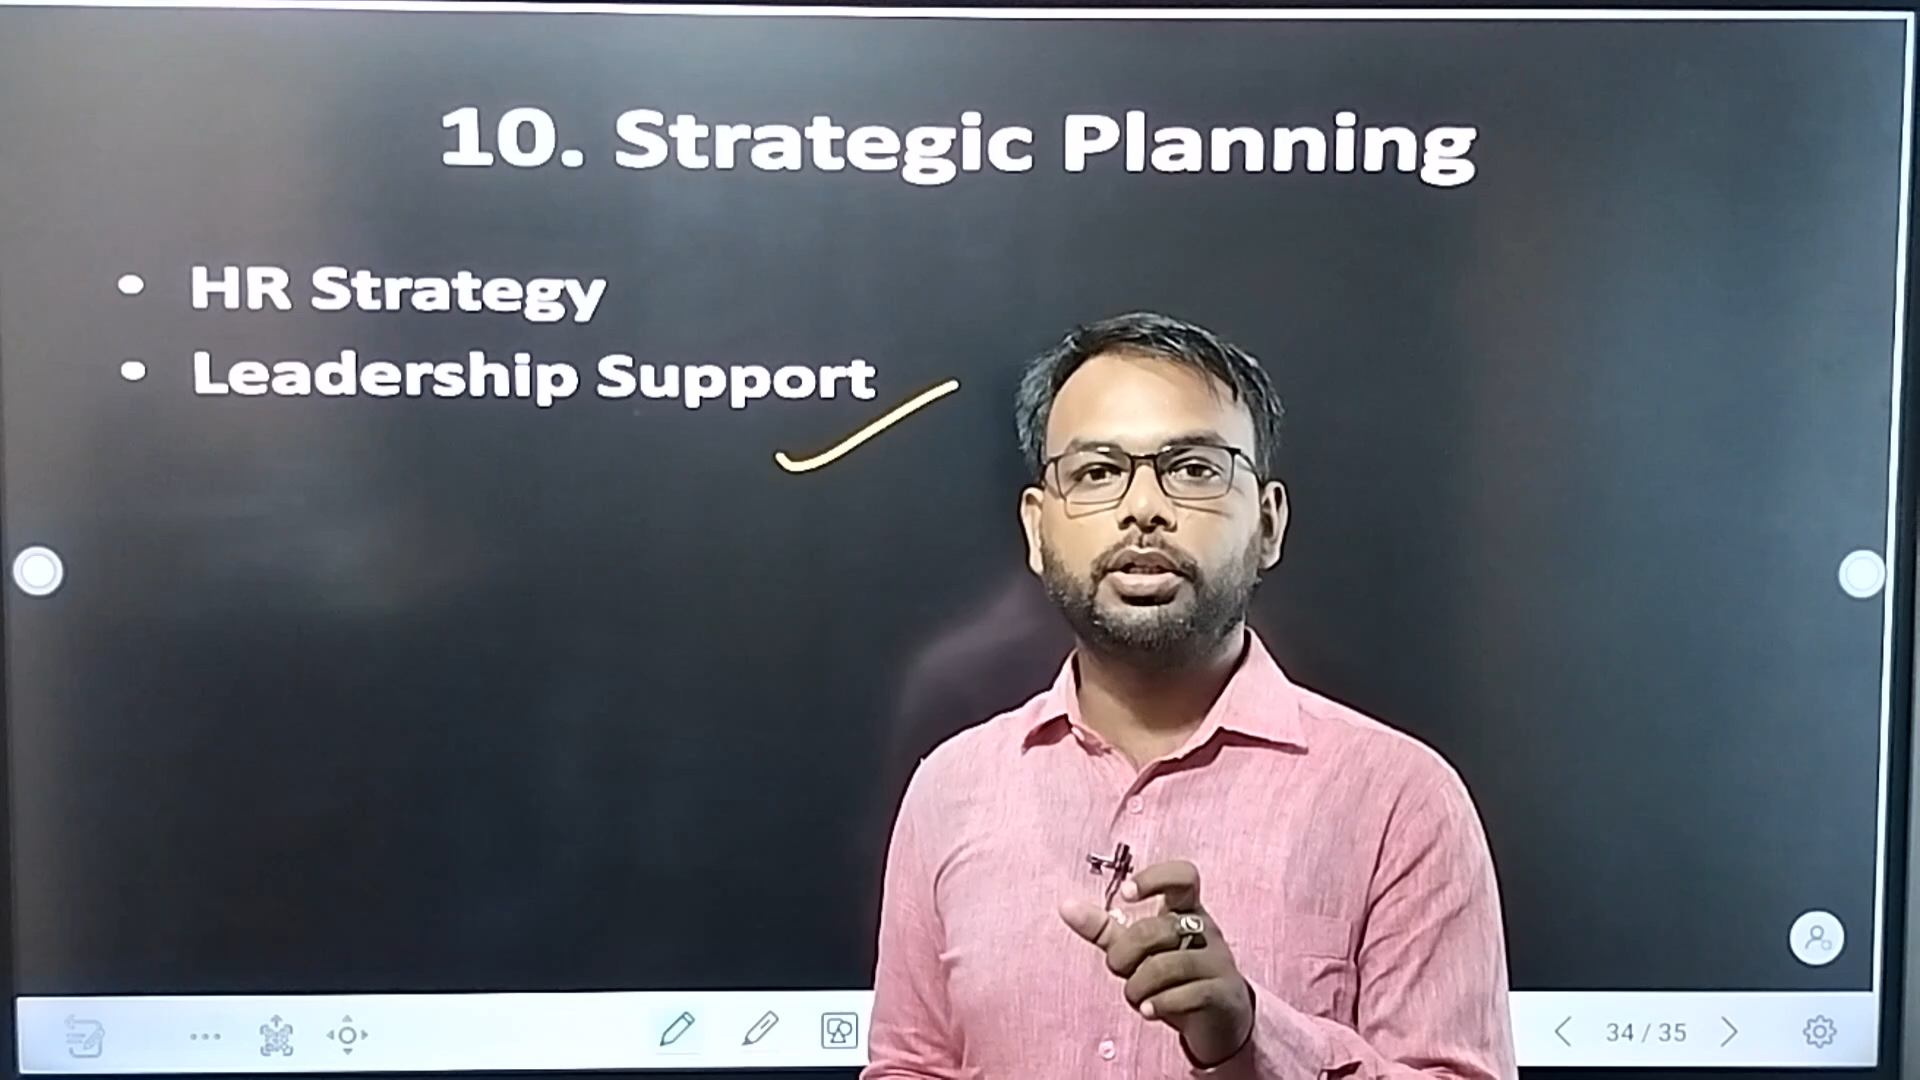 10. Strategic Planning
• HR Strategy
• Leadership Support
34 / 35